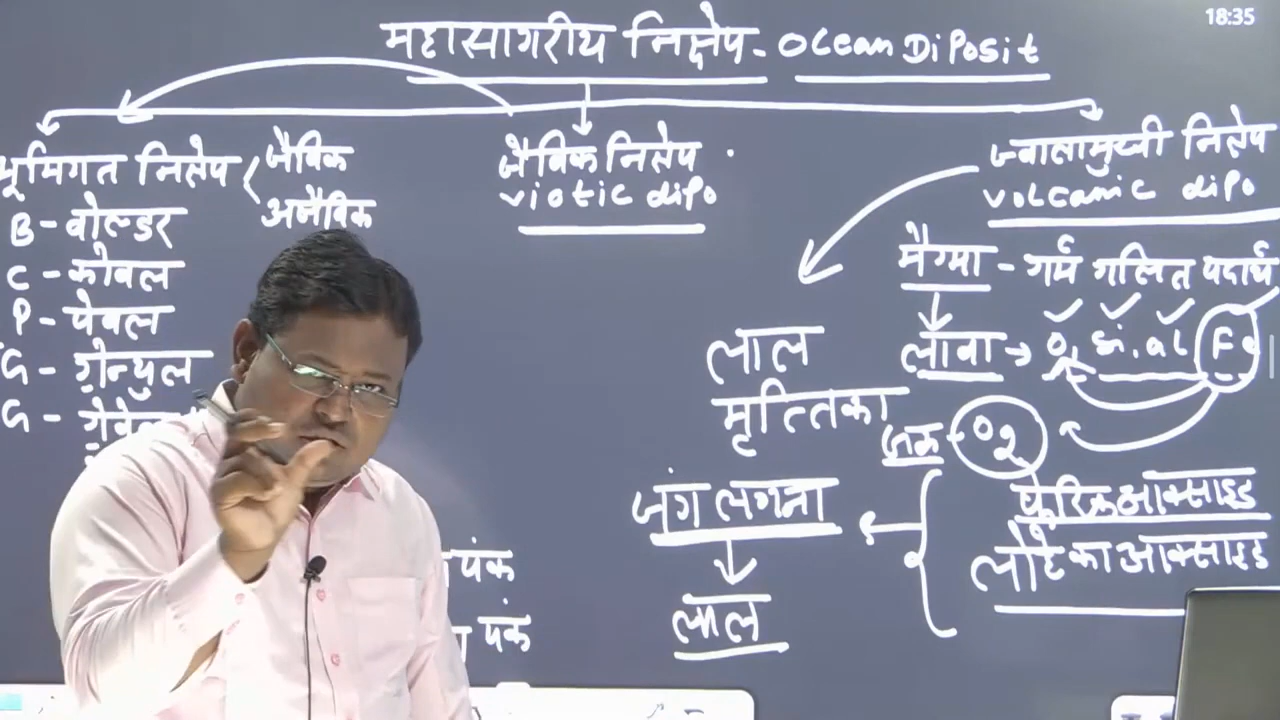 18:35
महासागरीय निक्षेप - Ocean Diposit
भूमिगत निक्षेप
जैविक
अजैविक
B - बोल्डर
C - कोबल
P - पेबल
G - ग्रेन्युल
G - ग्रेवे
जैविक निक्षेप
viotic dipo
पंक
पंक
ज्वालामुखी निक्षेप
volcanic dipo
मैग्मा - गर्म गलित पदार्थ
लावा → O, Si, al, Fe
लाल
मृत्तिका
जल - O2
फेरिक आक्साइड
लोहे का आक्साइड
जंग लगना
लाल